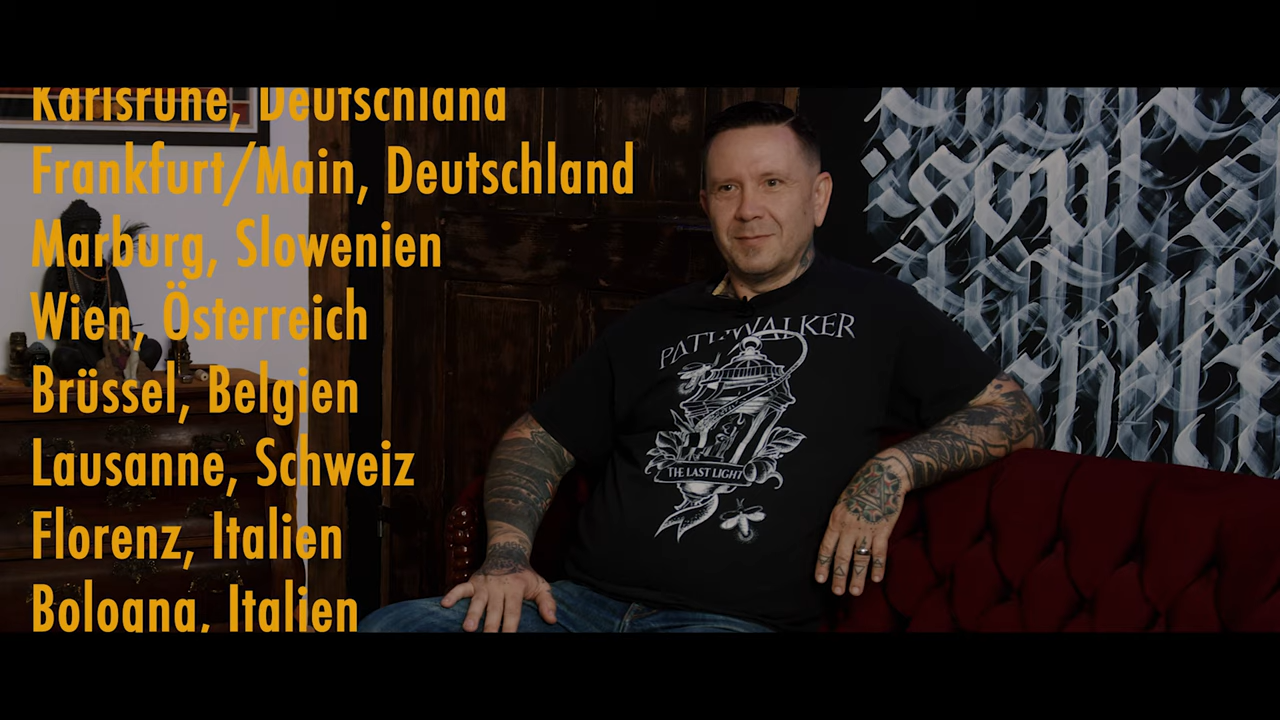 Karlsruhe, Deutschland
Frankfurt/Main, Deutschland
Marburg, Slowenien
Wien, Österreich
Brüssel, Belgien
Lausanne, Schweiz
Florenz, Italien
Bologna, Italien
PATHWALKER
THE LAST LIGHT